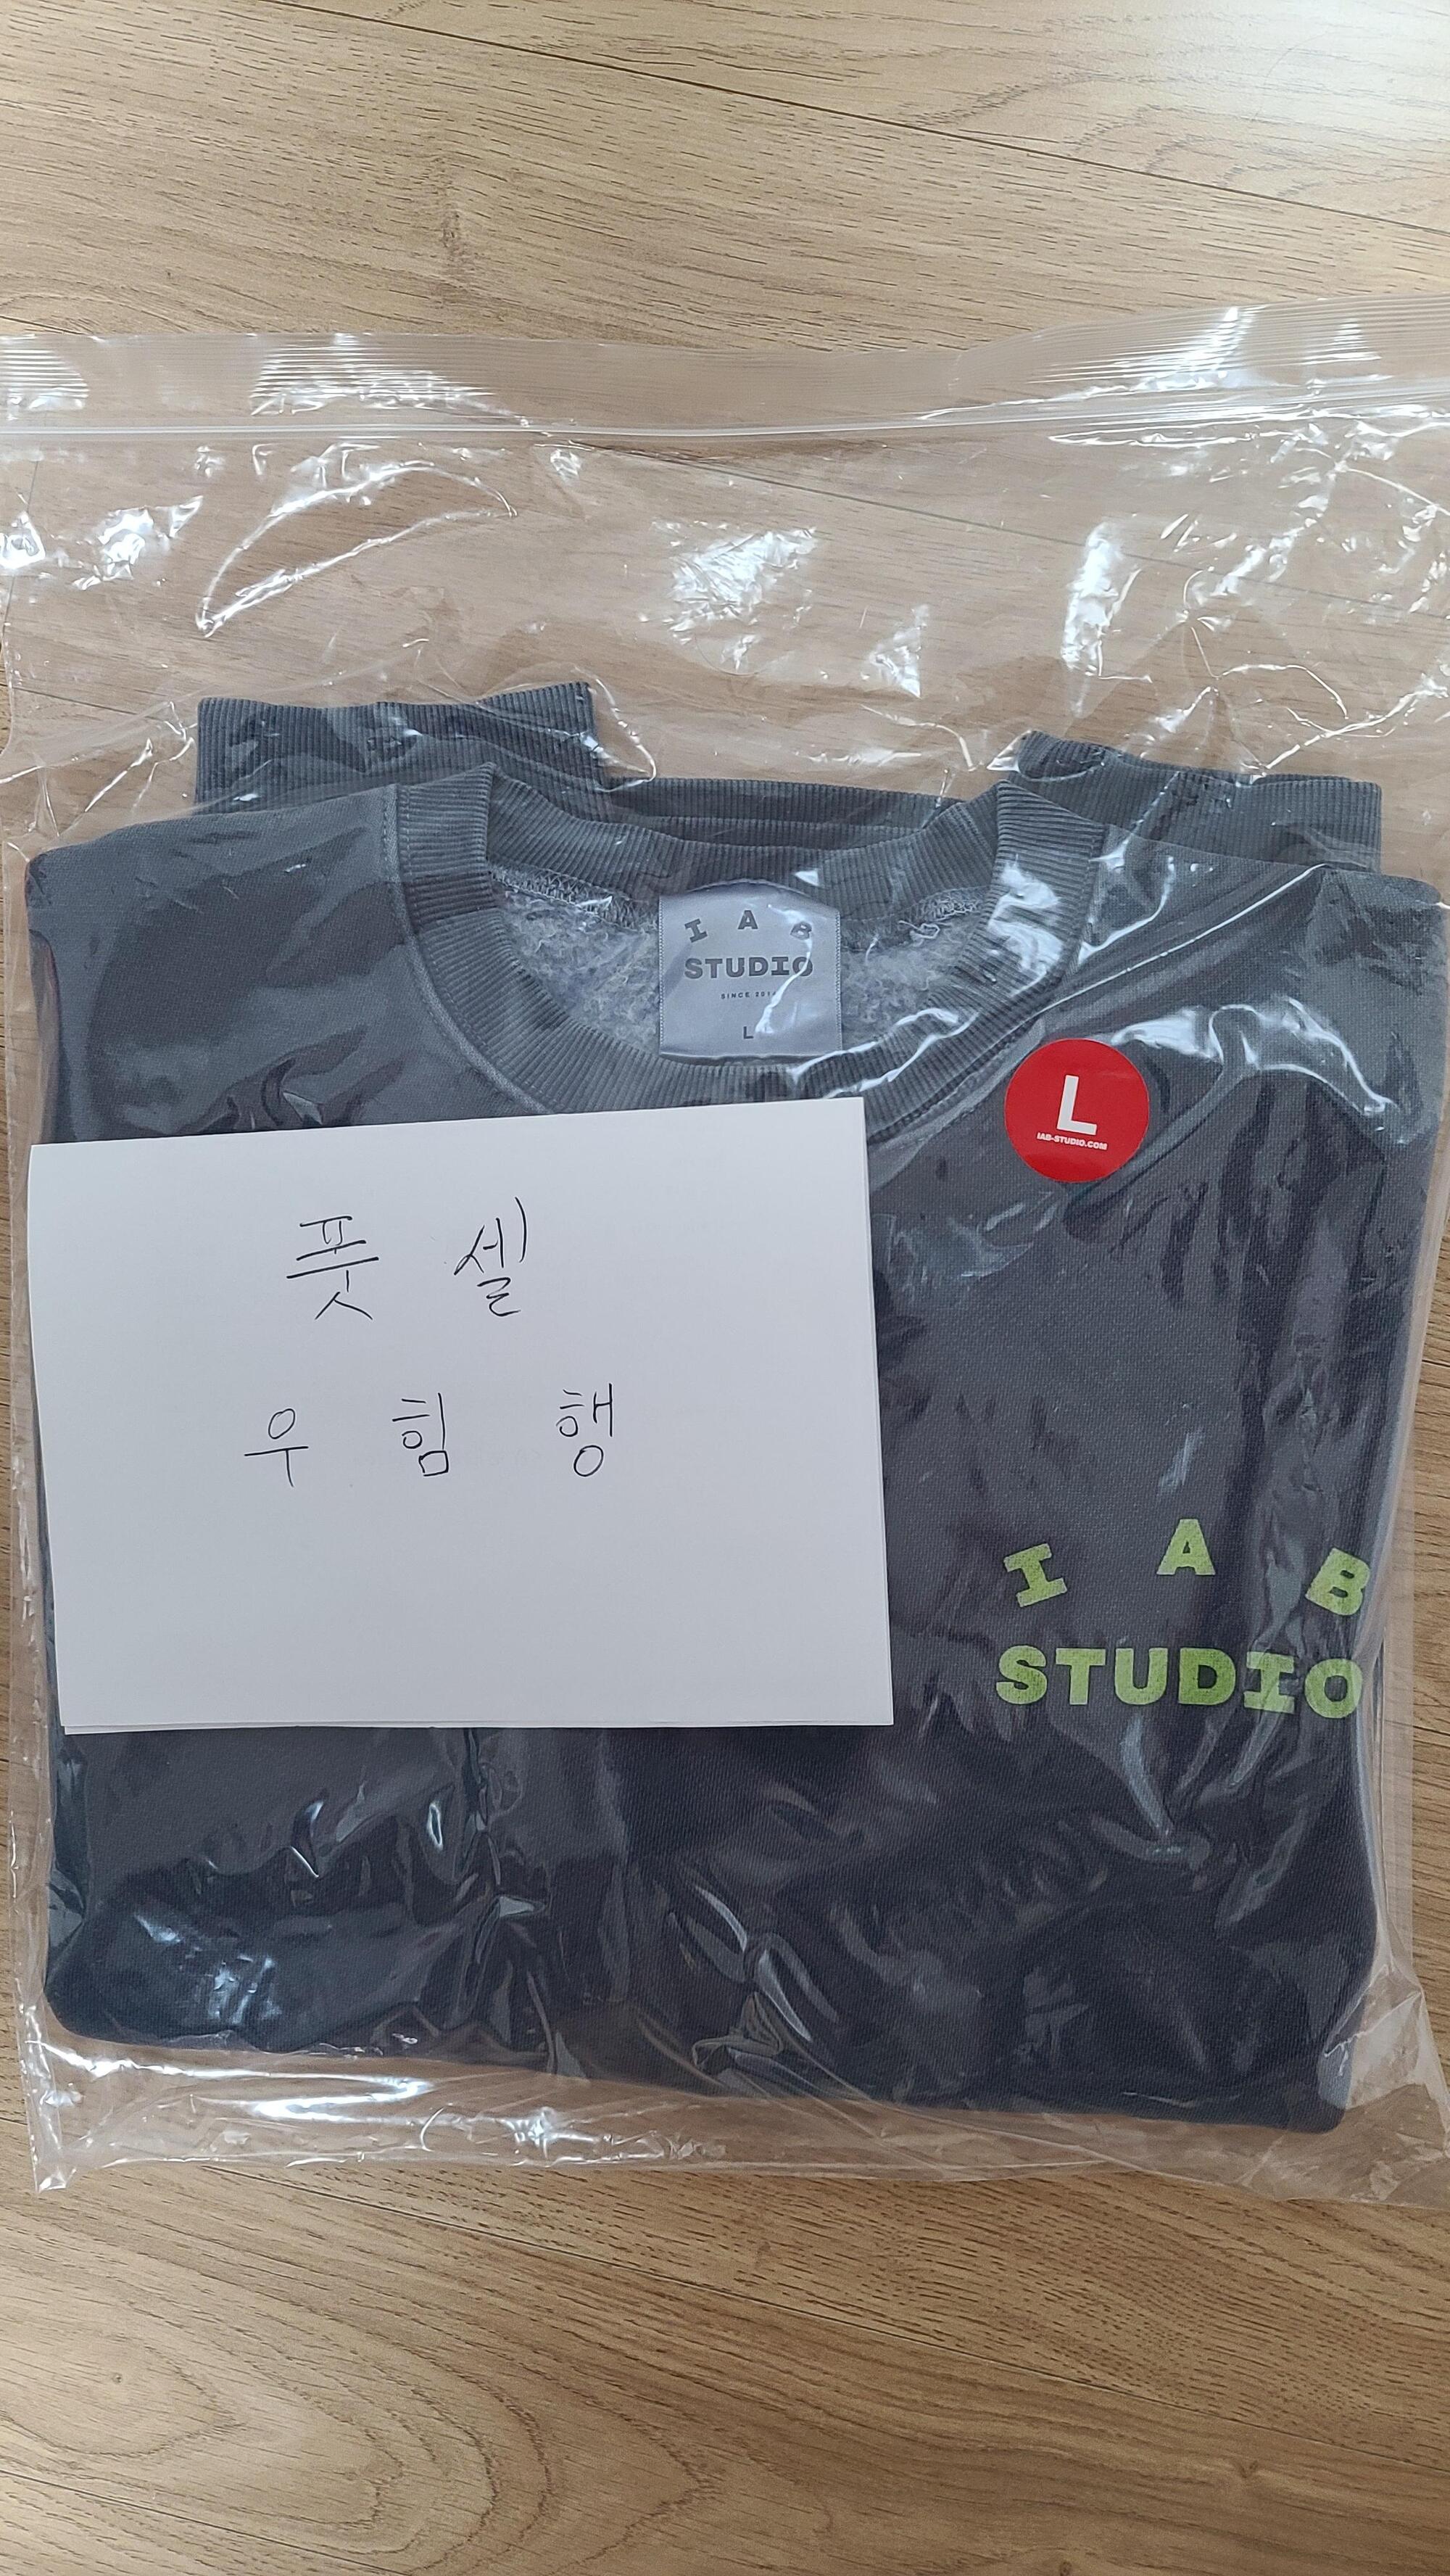 I A B
STUDIO
L
L
IAB-STUDIO.COM
풋 셀
우 힘 행
I A B
STUDIO